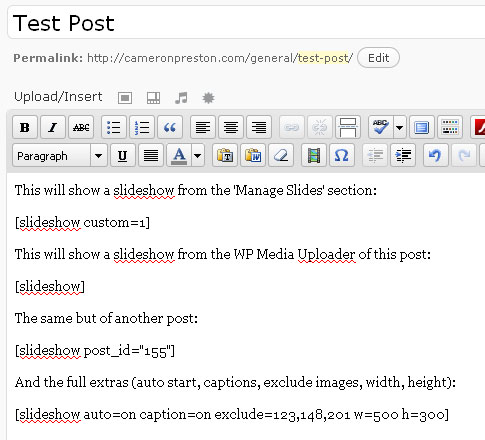 Test Post
Permalink: http://cameronpreston.com/general/test-post/ Edit
Upload/Insert
B I ABC ABC
Paragraph U A T W Ω
This will show a slideshow from the 'Manage Slides' section:
[slideshow custom=1]
This will show a slideshow from the WP Media Uploader of this post:
[slideshow]
The same but of another post:
[slideshow post_id="155"]
And the full extras (auto start, captions, exclude images, width, height):
[slideshow auto=on caption=on exclude=123,148,201 w=500 h=300]